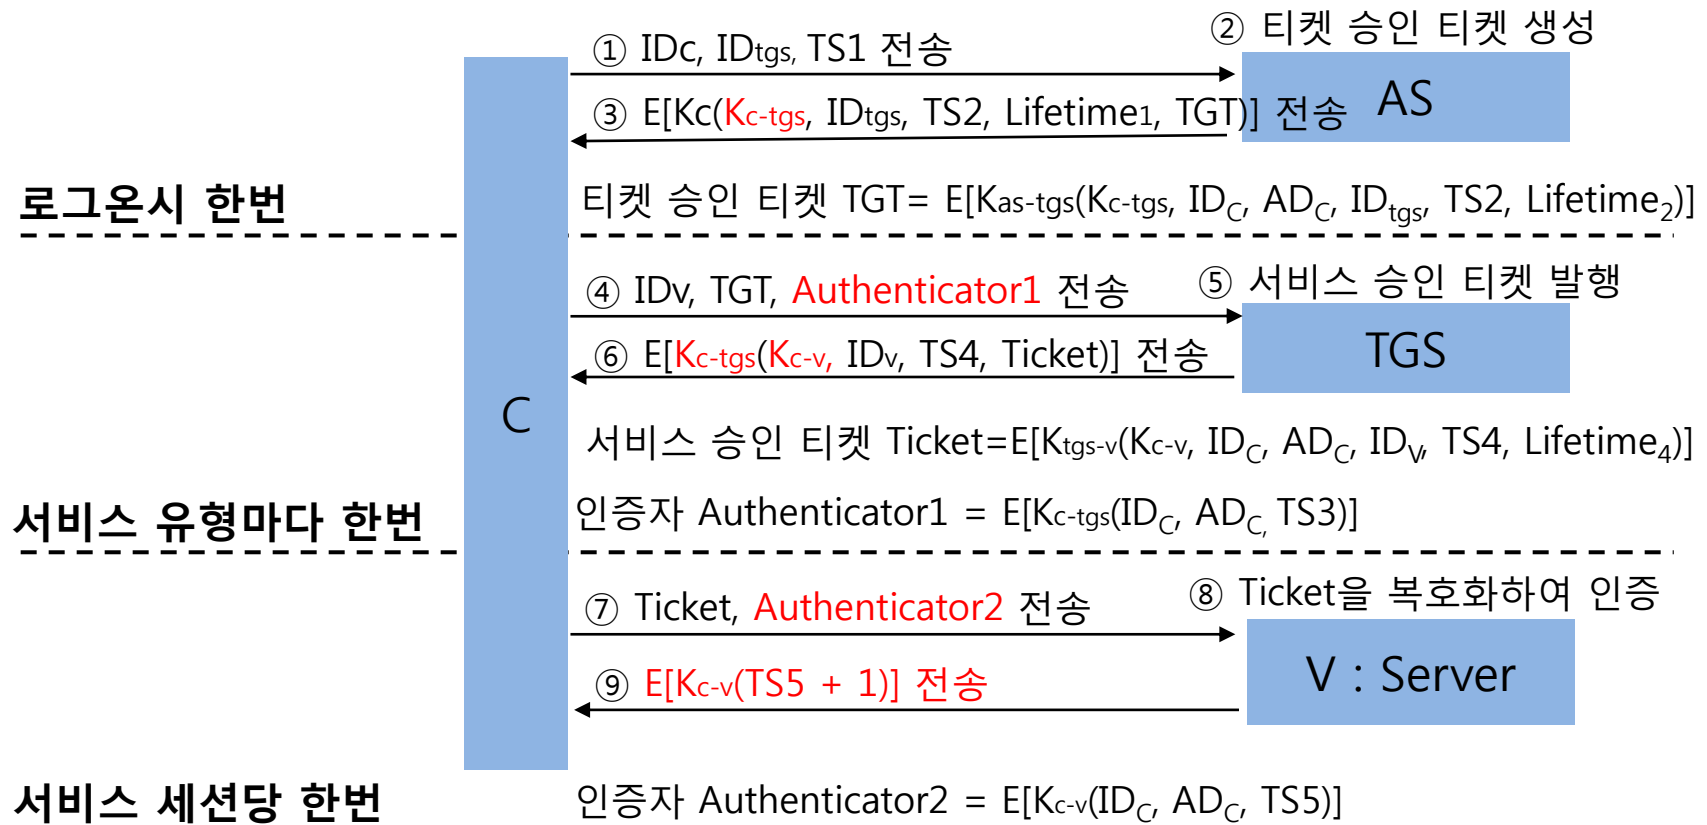 ② 티켓 승인 티켓 생성
① IDc, IDtgs, TS1 전송
AS
③ E[Kc(Kc-tgs, IDtgs, TS2, Lifetime1, TGT)] 전송
로그온시 한번
티켓 승인 티켓 TGT= E[Kas-tgs(Kc-tgs, IDC, ADC, IDtgs, TS2, Lifetime2)]
④ IDv, TGT, Authenticator1 전송
⑤ 서비스 승인 티켓 발행
TGS
⑥ E[Kc-tgs(Kc-v, IDv, TS4, Ticket)] 전송
C
서비스 승인 티켓 Ticket=E[Ktgs-v(Kc-v, IDC, ADC, IDV, TS4, Lifetime4)]
서비스 유형마다 한번
인증자 Authenticator1 = E[Kc-tgs(IDC, ADC, TS3)]
⑦ Ticket, Authenticator2 전송
⑧ Ticket을 복호화하여 인증
V : Server
⑨ E[Kc-v(TS5 + 1)] 전송
서비스 세션당 한번
인증자 Authenticator2 = E[Kc-v(IDC, ADC, TS5)]